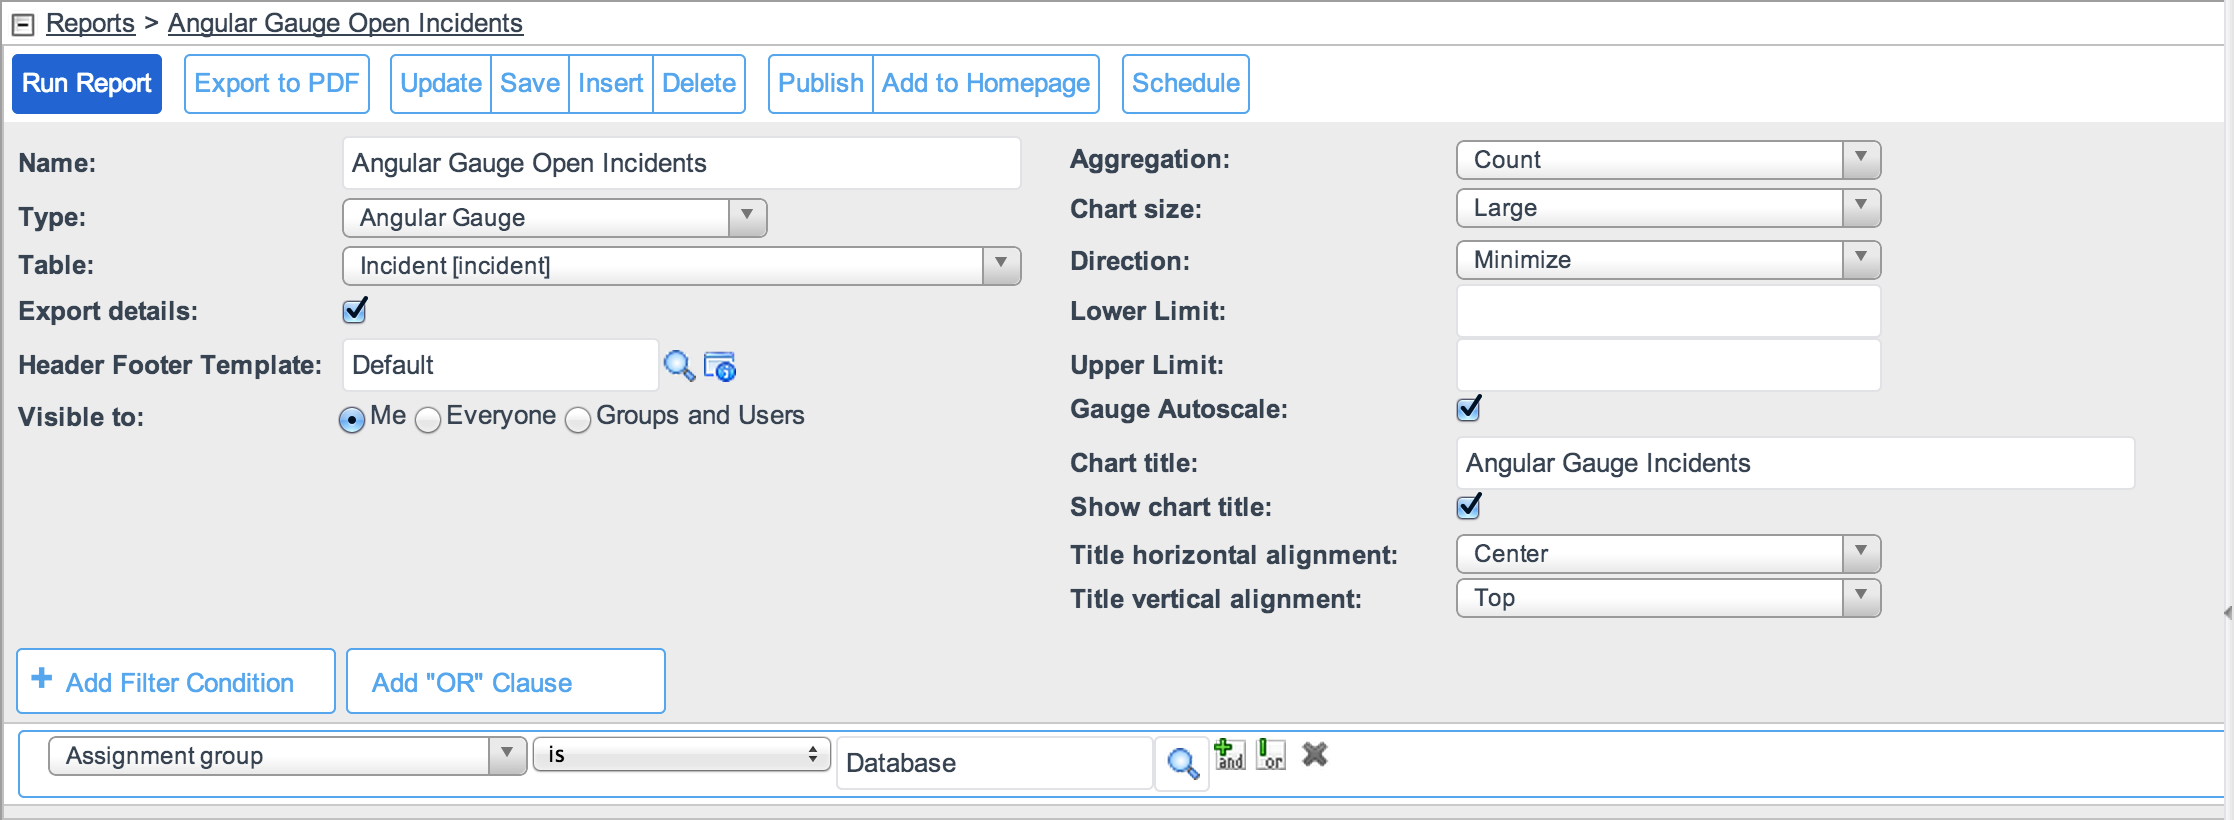 Reports > Angular Gauge Open Incidents
Run Report Export to PDF Update Save Insert Delete Publish Add to Homepage Schedule
Name: Angular Gauge Open Incidents
Type: Angular Gauge
Table: Incident [incident]
Export details:
Header Footer Template: Default
Visible to: Me Everyone Groups and Users
Aggregation: Count
Chart size: Large
Direction: Minimize
Lower Limit:
Upper Limit:
Gauge Autoscale:
Chart title: Angular Gauge Incidents
Show chart title:
Title horizontal alignment: Center
Title vertical alignment: Top
+ Add Filter Condition Add "OR" Clause
Assignment group is Database and or